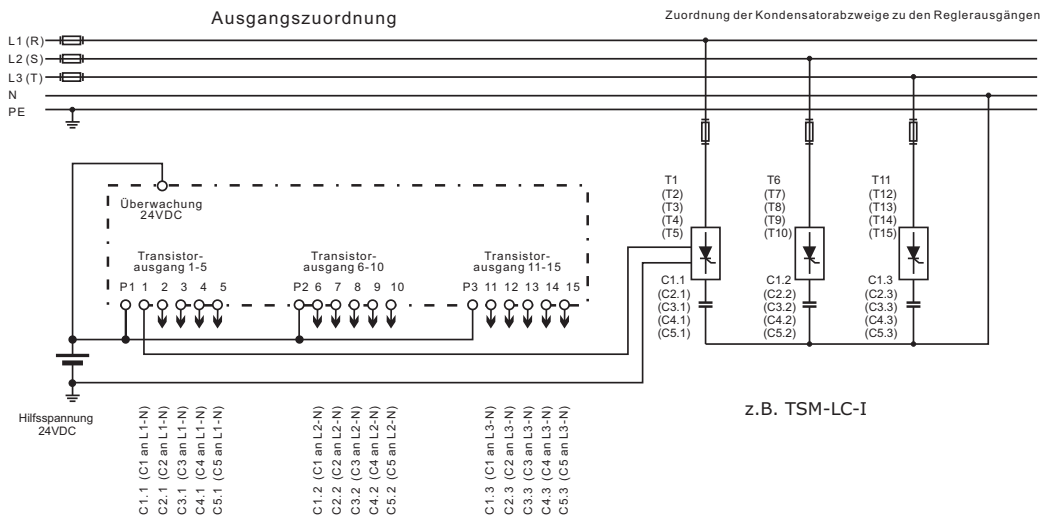 Ausgangszuordnung
Zuordnung der Kondensatorabzweige zu den Reglerausgängen
L1 (R)
L2 (S)
L3 (T)
N
PE
Überwachung
24VDC
Transistor-
ausgang 1-5
Transistor-
ausgang 6-10
Transistor-
ausgang 11-15
P1 1 2 3 4 5
P2 6 7 8 9 10
P3 11 12 13 14 15
T1
(T2)
(T3)
(T4)
(T5)
T6
(T7)
(T8)
(T9)
(T10)
T11
(T12)
(T13)
(T14)
(T15)
C1.1
(C2.1)
(C3.1)
(C4.1)
(C5.1)
C1.2
(C2.2)
(C3.2)
(C4.2)
(C5.2)
C1.3
(C2.3)
(C3.3)
(C4.3)
(C5.3)
Hilfsspannung
24VDC
C1.1 (C1 an L1-N)
C2.1 (C2 an L1-N)
C3.1 (C3 an L1-N)
C4.1 (C4 an L1-N)
C5.1 (C5 an L1-N)
C1.2 (C1 an L2-N)
C2.2 (C2 an L2-N)
C3.2 (C3 an L2-N)
C4.2 (C4 an L2-N)
C5.2 (C5 an L2-N)
C1.3 (C1 an L3-N)
C2.3 (C2 an L3-N)
C3.3 (C3 an L3-N)
C4.3 (C4 an L3-N)
C5.3 (C5 an L3-N)
z.B. TSM-LC-I